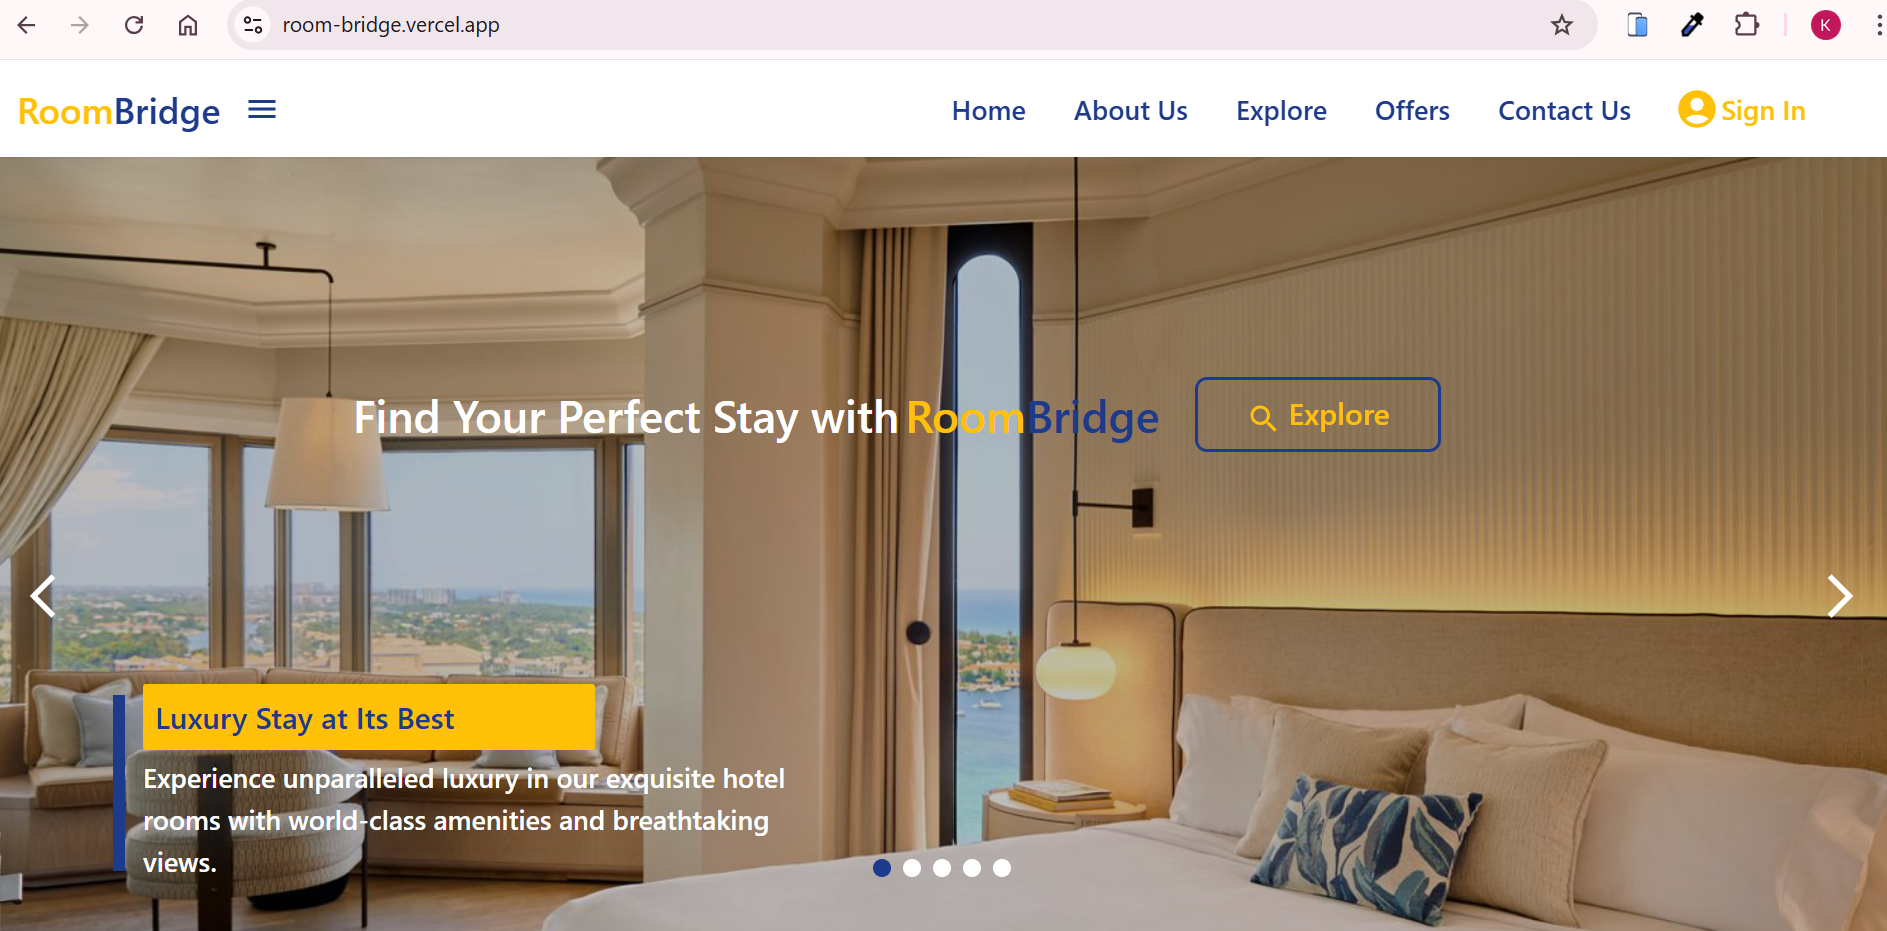 room-bridge.vercel.app
K
RoomBridge
Home About Us Explore Offers Contact Us Sign In
Find Your Perfect Stay with RoomBridge Explore
Luxury Stay at Its Best
Experience unparalleled luxury in our exquisite hotel
rooms with world-class amenities and breathtaking
views.